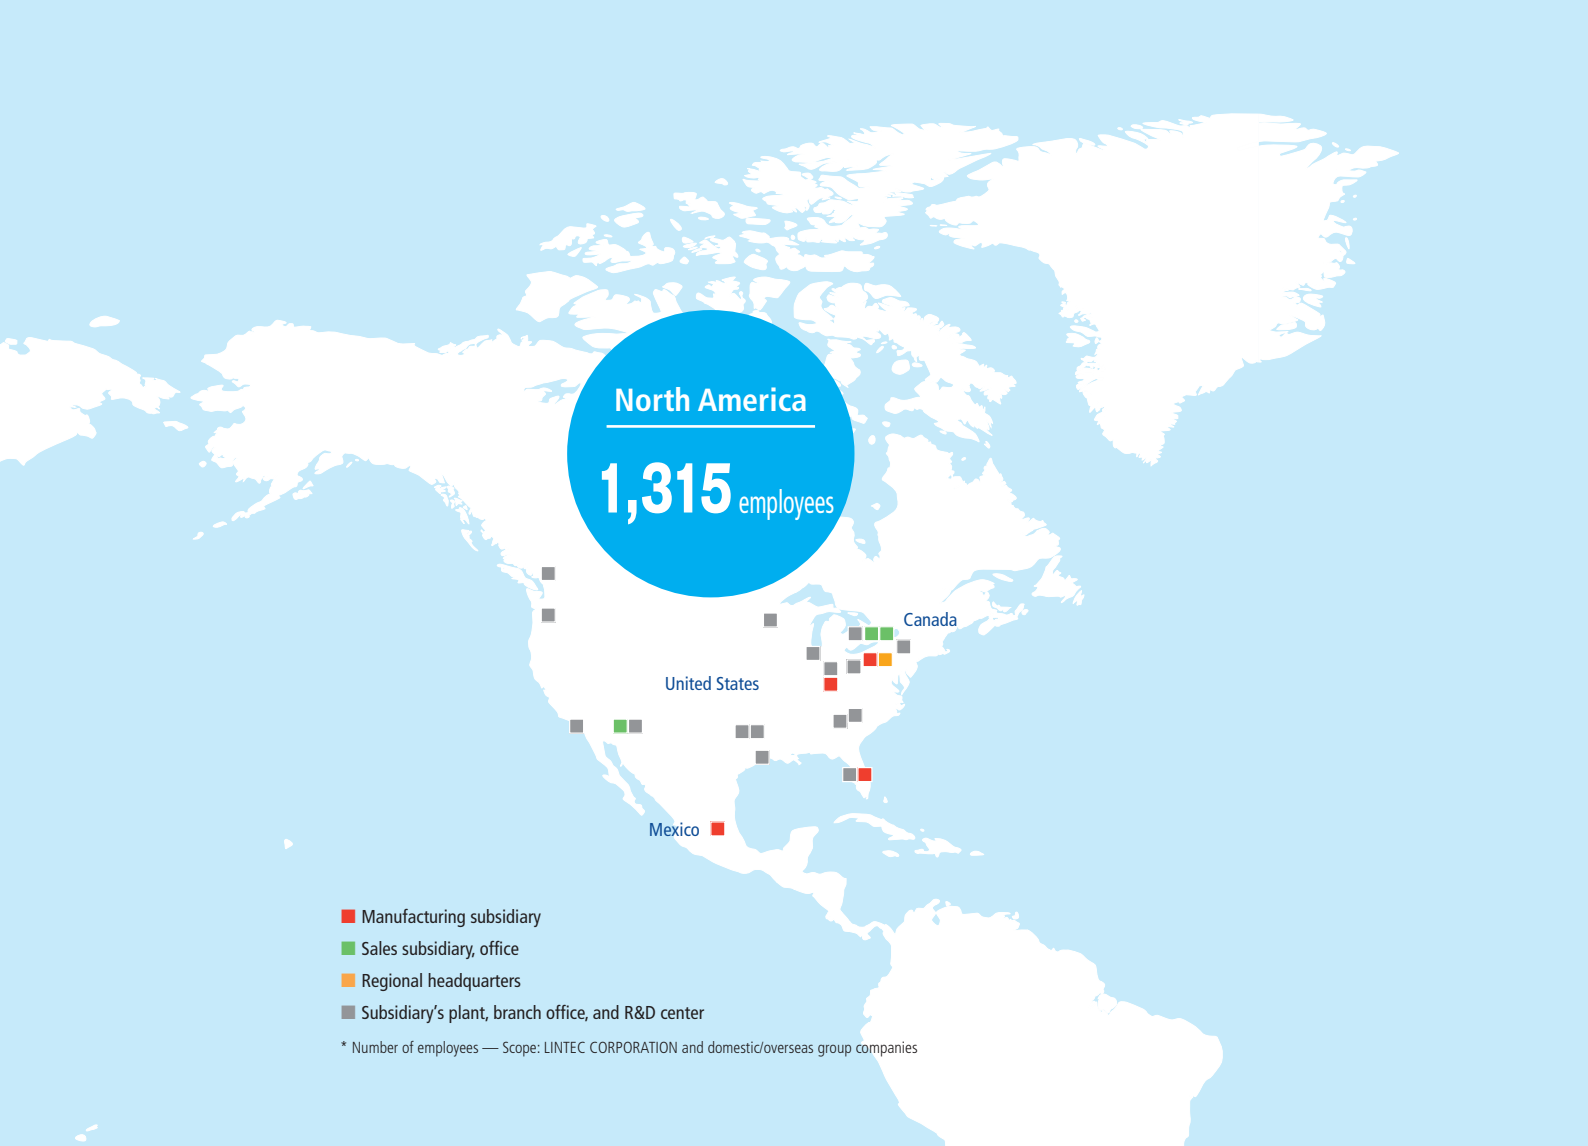 North America
1,315 employees
Canada
United States
Mexico
Manufacturing subsidiary
Sales subsidiary, office
Regional headquarters
Subsidiary’s plant, branch office, and R&D center
* Number of employees — Scope: LINTEC CORPORATION and domestic/overseas group companies